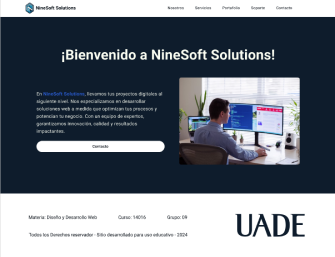 NineSoft Solutions
Nosotros Servicios Portafolio Soporte Contacto
¡Bienvenido a NineSoft Solutions!
En NineSoft Solutions, llevamos tus proyectos digitales al
siguiente nivel. Nos especializamos en desarrollar
soluciones web a medida que optimizan tus procesos y
potencian tu negocio. Con un equipo de expertos,
garantizamos innovación, calidad y resultados
impactantes.
Contacto
Materia: Diseño y Desarrollo Web Curso: 14016 Grupo: 09
UADE
Todos los Derechos reservador - Sitio desarrollado para uso educativo - 2024